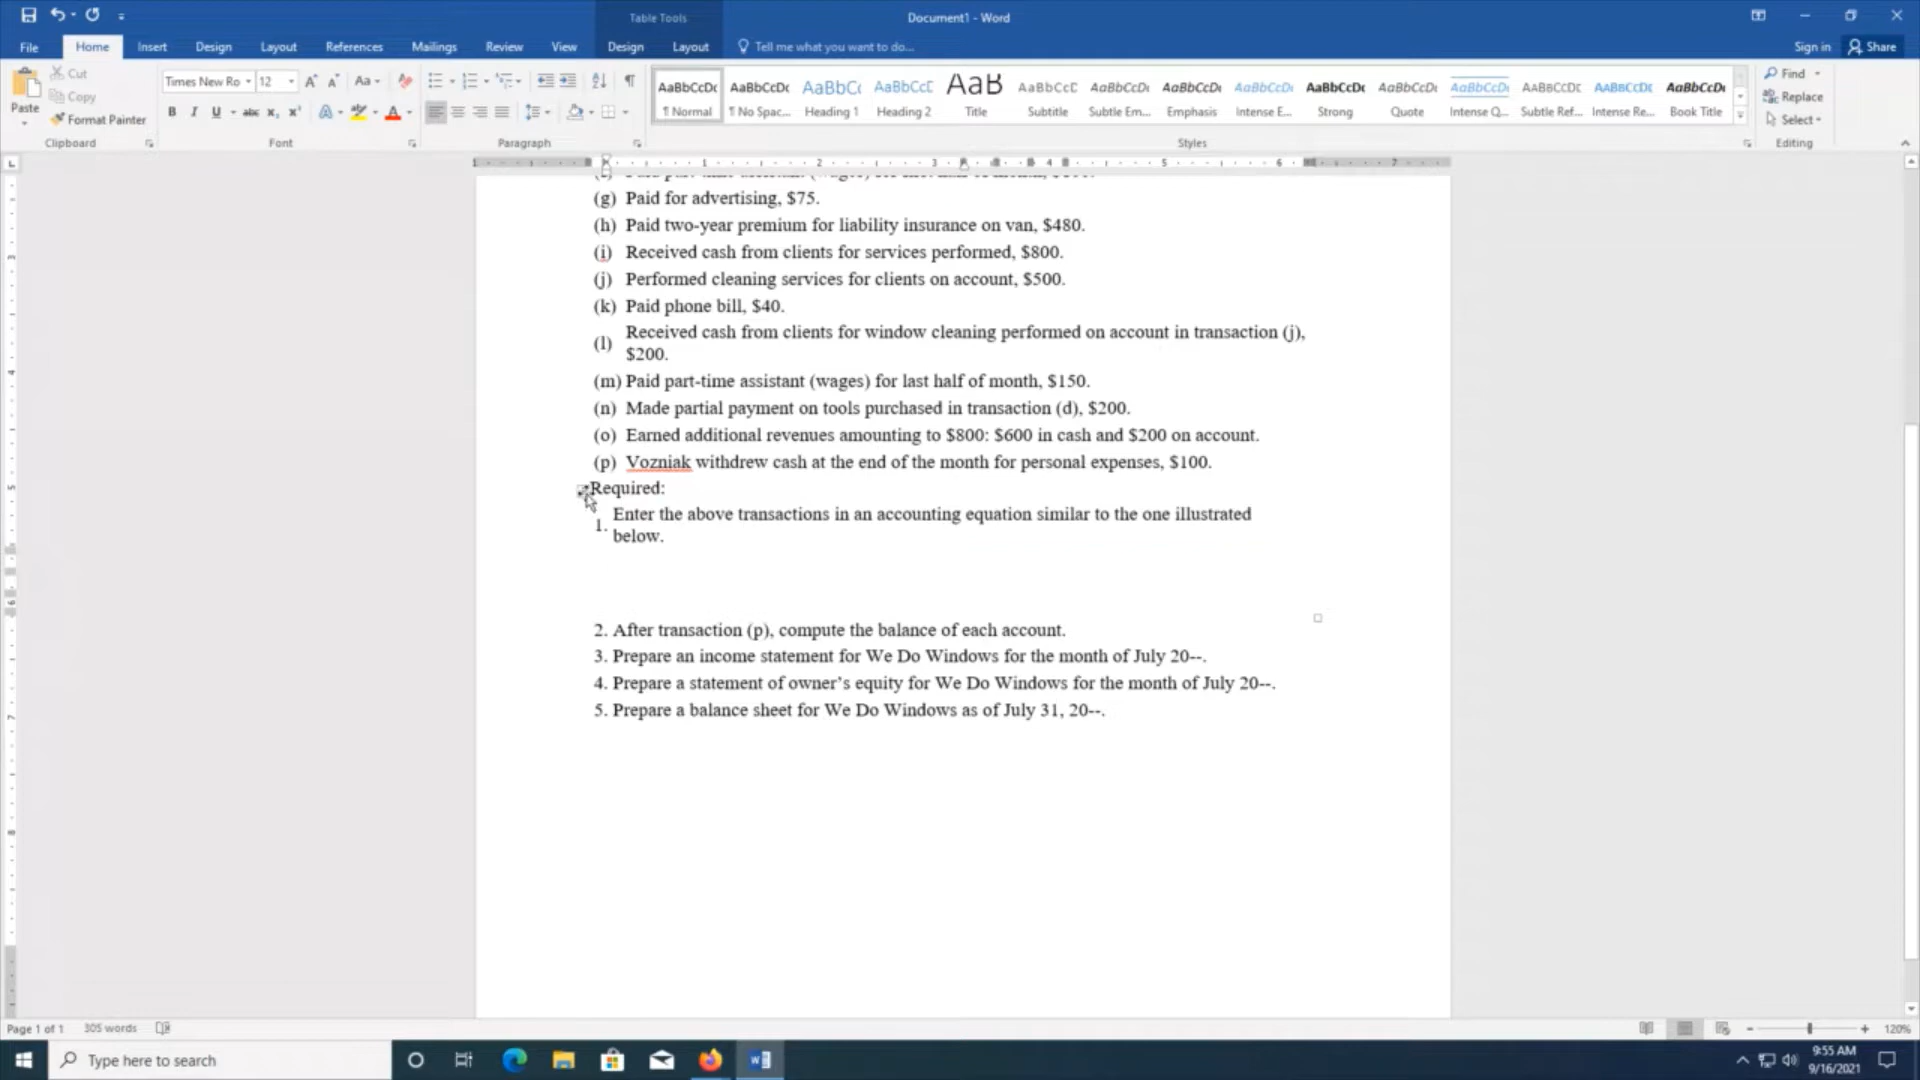 Table Tools
Document1 - Word
File Home Insert Design Layout References Mailings Review View Design Layout Tell me what you want to do... Sign in Share
Paste Cut Copy Format Painter
Times New Ro 12
AaBbCcDc AaBbCcDc AaBbCc AaBbCcD AaB AaBbCcC AaBbCcDc AaBbCcDc AaBbCcDc AaBbCcDc AaBbCcDc AaBbCcDc AABBCCDC AABBCCDC AaBbCcDc
¶ Normal ¶ No Spac... Heading 1 Heading 2 Title Subtitle Subtle Em... Emphasis Intense E... Strong Quote Intense Q... Subtle Ref... Intense Re... Book Title
Find Replace Select
Clipboard Font Paragraph Styles Editing
(g) Paid for advertising, $75.
(h) Paid two-year premium for liability insurance on van, $480.
(i) Received cash from clients for services performed, $800.
(j) Performed cleaning services for clients on account, $500.
(k) Paid phone bill, $40.
(l) Received cash from clients for window cleaning performed on account in transaction (j),
$200.
(m) Paid part-time assistant (wages) for last half of month, $150.
(n) Made partial payment on tools purchased in transaction (d), $200.
(o) Earned additional revenues amounting to $800: $600 in cash and $200 on account.
(p) Vozniak withdrew cash at the end of the month for personal expenses, $100.
Required:
1. Enter the above transactions in an accounting equation similar to the one illustrated
below.
2. After transaction (p), compute the balance of each account.
3. Prepare an income statement for We Do Windows for the month of July 20--.
4. Prepare a statement of owner’s equity for We Do Windows for the month of July 20--.
5. Prepare a balance sheet for We Do Windows as of July 31, 20--.
Page 1 of 1 305 words 120%
Type here to search
9:55 AM
9/16/2021